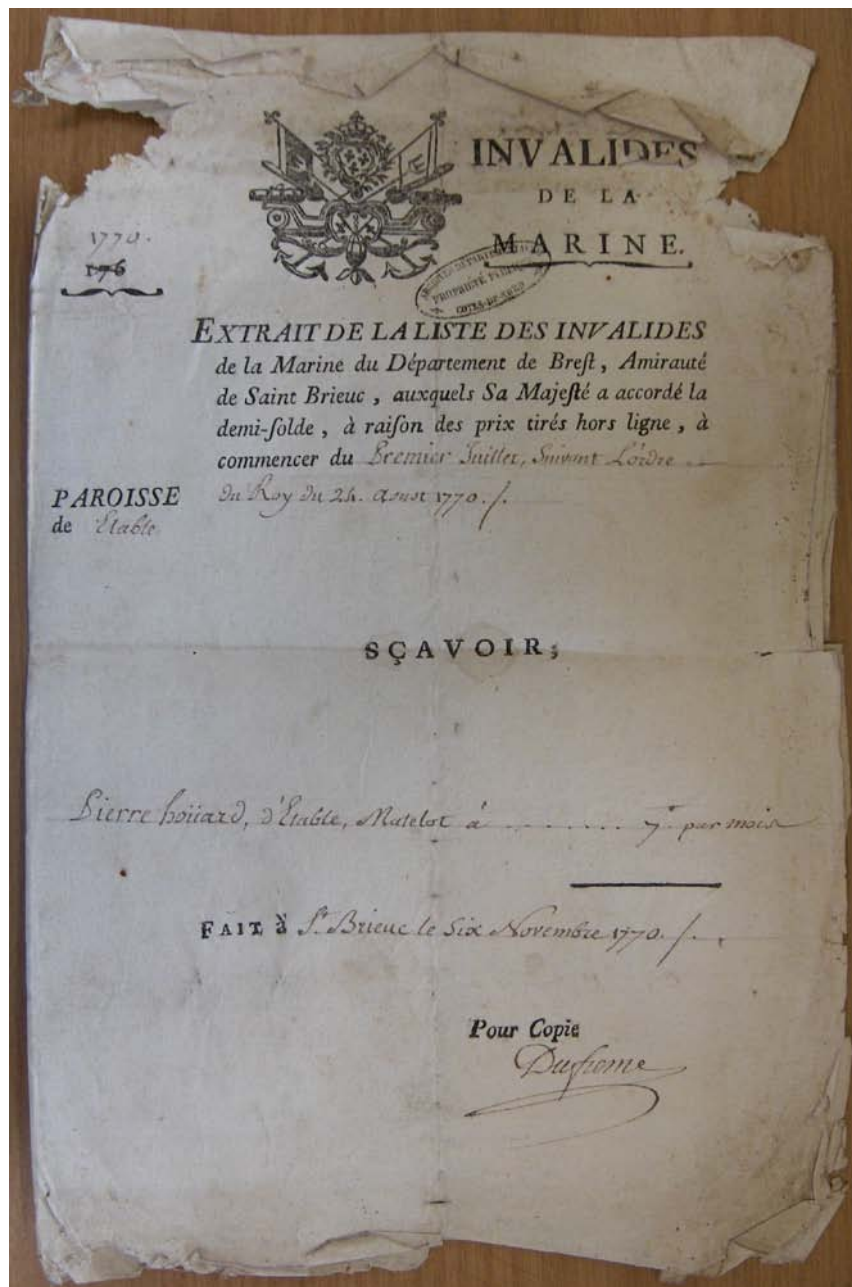 INVALIDES
DE LA
MARINE.
1770.
176
PROPRIÉTÉ
EXTRAIT DE LA LISTE DES INVALIDES
de la Marine du Département de Breſt, Amirauté
de Saint Brieuc, auxquels Sa Majeſté a accordé la
demi-ſolde, à raiſon des prix tirés hors ligne, à
commencer du Premier Juillet, Suivant L'ordre
du Roy du 24. Aoust 1770./.
PAROISSE
de Etable
SÇAVOIR;
Pierre hoüard, d'Etable, Matelot à ........ 7# par mois
FAIT à St. Brieuc le Six Novembre 1770./.
Pour Copie